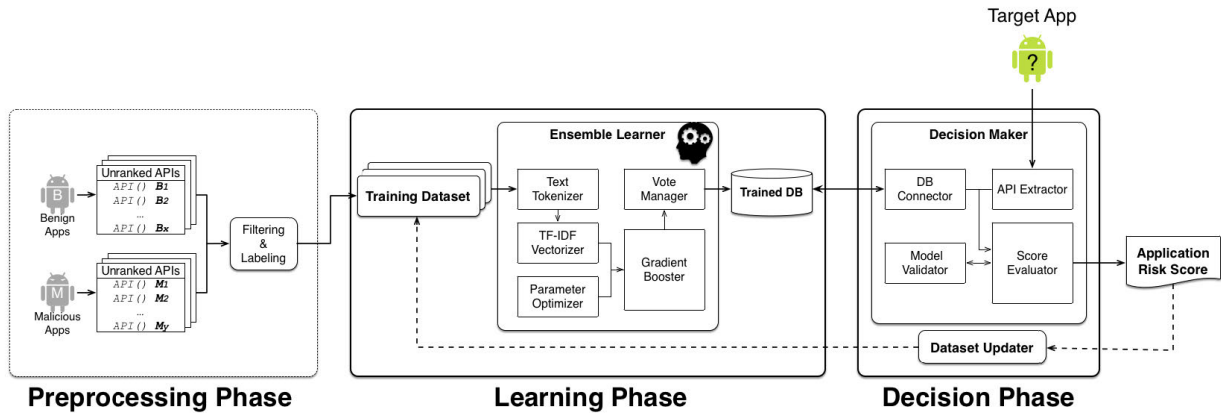 Target App
?
Unranked APIs
API() B1
API() B2
...
API() Bx
B
Benign
Apps
Unranked APIs
API() M1
API() M2
...
API() My
M
Malicious Apps
Filtering
&
Labeling
Preprocessing Phase
Training Dataset
Ensemble Learner
Text
Tokenizer
TF-IDF
Vectorizer
Parameter
Optimizer
Vote
Manager
Gradient
Booster
Trained DB
Learning Phase
Decision Maker
DB
Connector
API Extractor
Model
Validator
Score
Evaluator
Dataset Updater
Decision Phase
Application
Risk Score